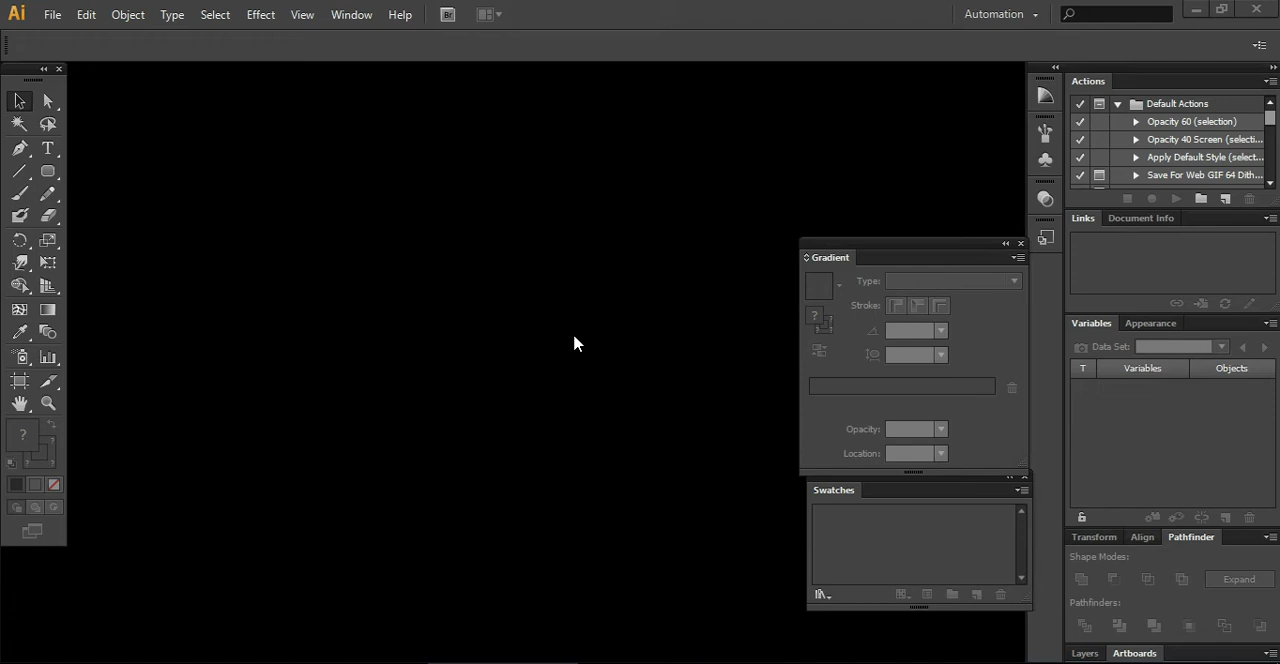 Ai File Edit Object Type Select Effect View Window Help Br Automation
Actions
Default Actions
Opacity 60 (selection)
Opacity 40 Screen (selecti...
Apply Default Style (select...
Save For Web GIF 64 Dith...
Links Document Info
Gradient
Type:
Stroke:
?
Opacity:
Location:
Swatches
Variables Appearance
Data Set:
T Variables Objects
Transform Align Pathfinder
Shape Modes:
Expand
Pathfinders:
Layers Artboards
T
?
?
?
?